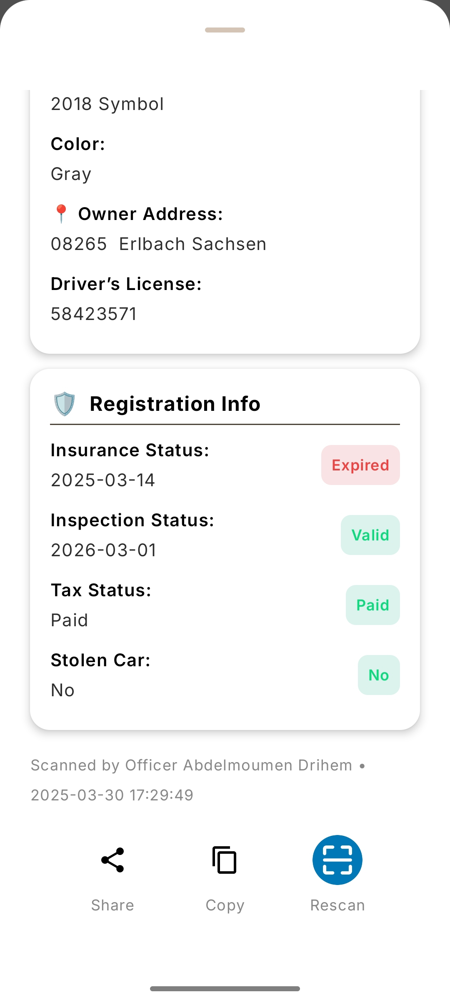 2018 Symbol
Color:
Gray
📍 Owner Address:
08265  Erlbach Sachsen
Driver’s License:
58423571
🛡️ Registration Info
Insurance Status:
Expired
2025-03-14
Inspection Status:
Valid
2026-03-01
Tax Status:
Paid
Paid
Stolen Car:
No
No
Scanned by Officer Abdelmoumen Drihem •
2025-03-30 17:29:49
Share
Copy
Rescan